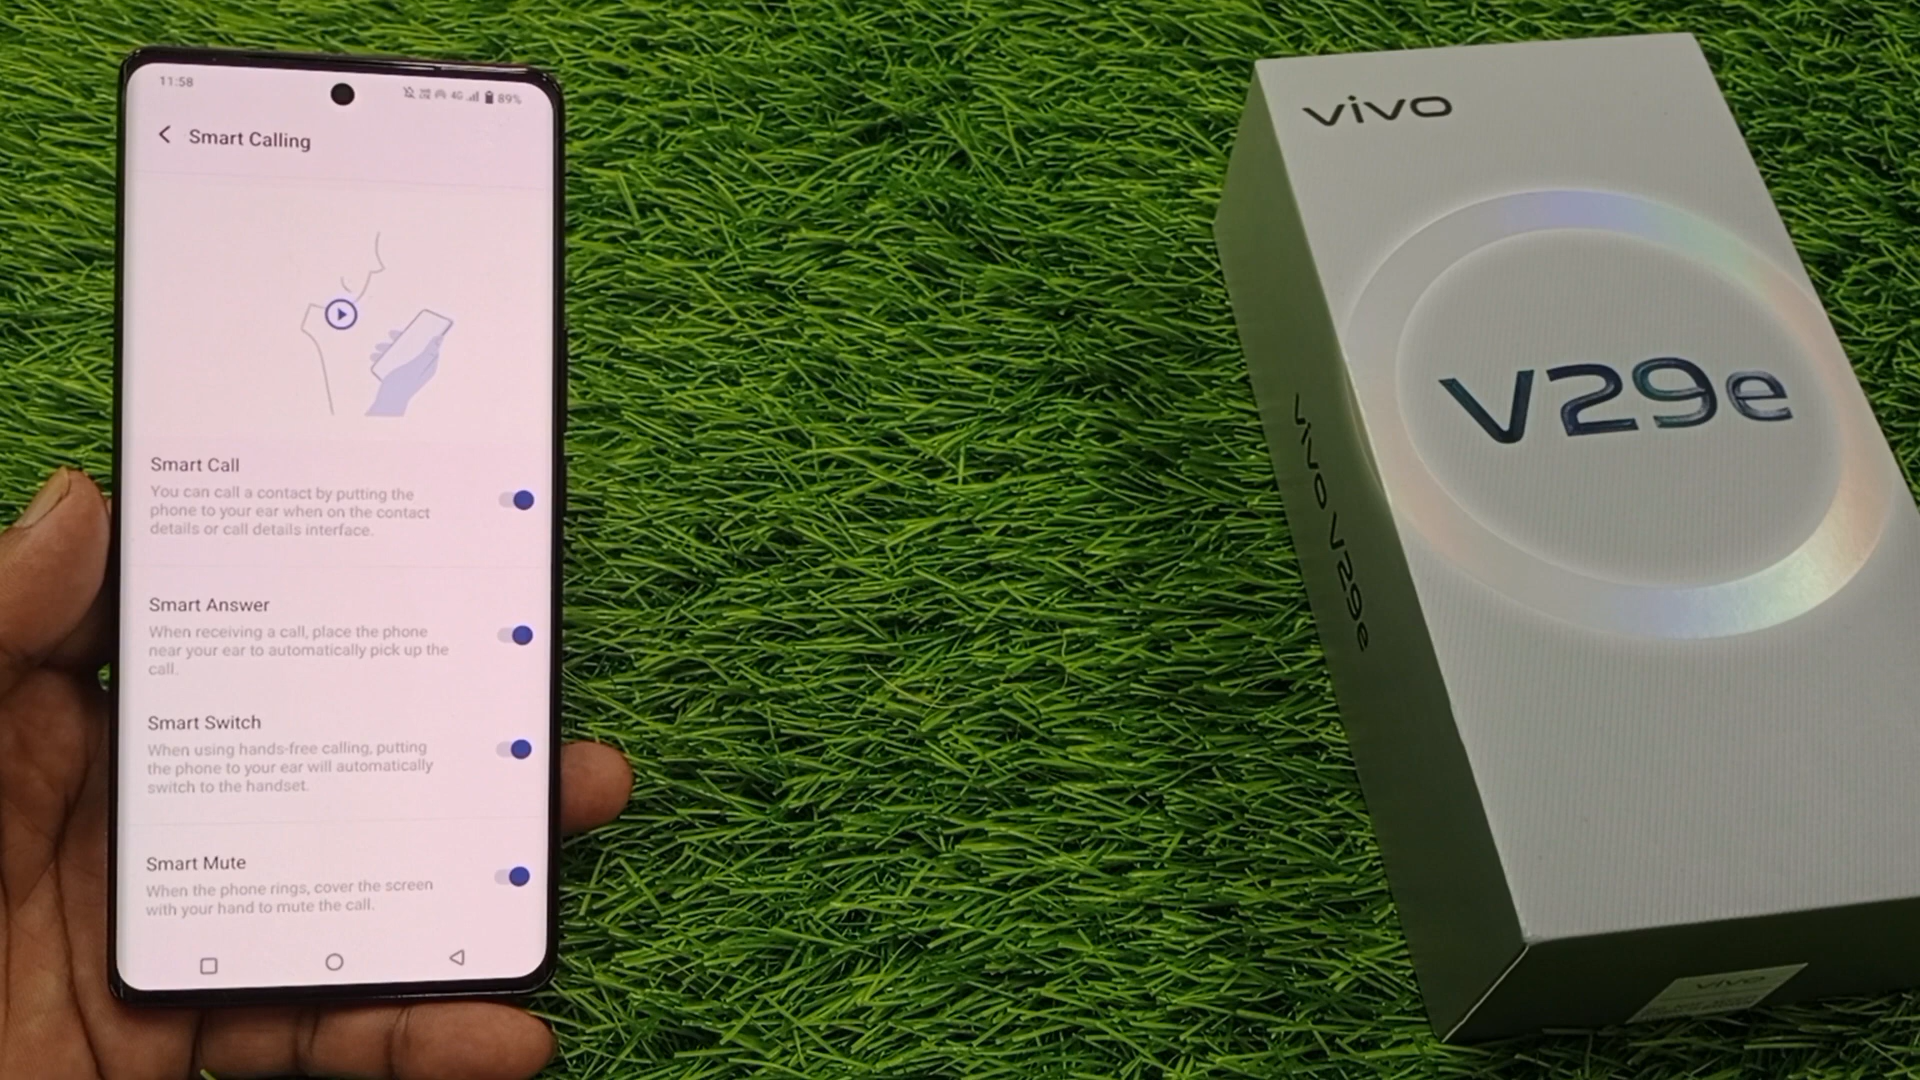 11:58
4G 89%
Smart Calling
Smart Call
You can call a contact by putting the
phone to your ear when on the contact
details or call details interface.
Smart Answer
When receiving a call, place the phone
near your ear to automatically pick up the
call.
Smart Switch
When using hands-free calling, putting
the phone to your ear will automatically
switch to the handset.
Smart Mute
When the phone rings, cover the screen
with your hand to mute the call.
vivo
V29e
vivo V29e
vivo